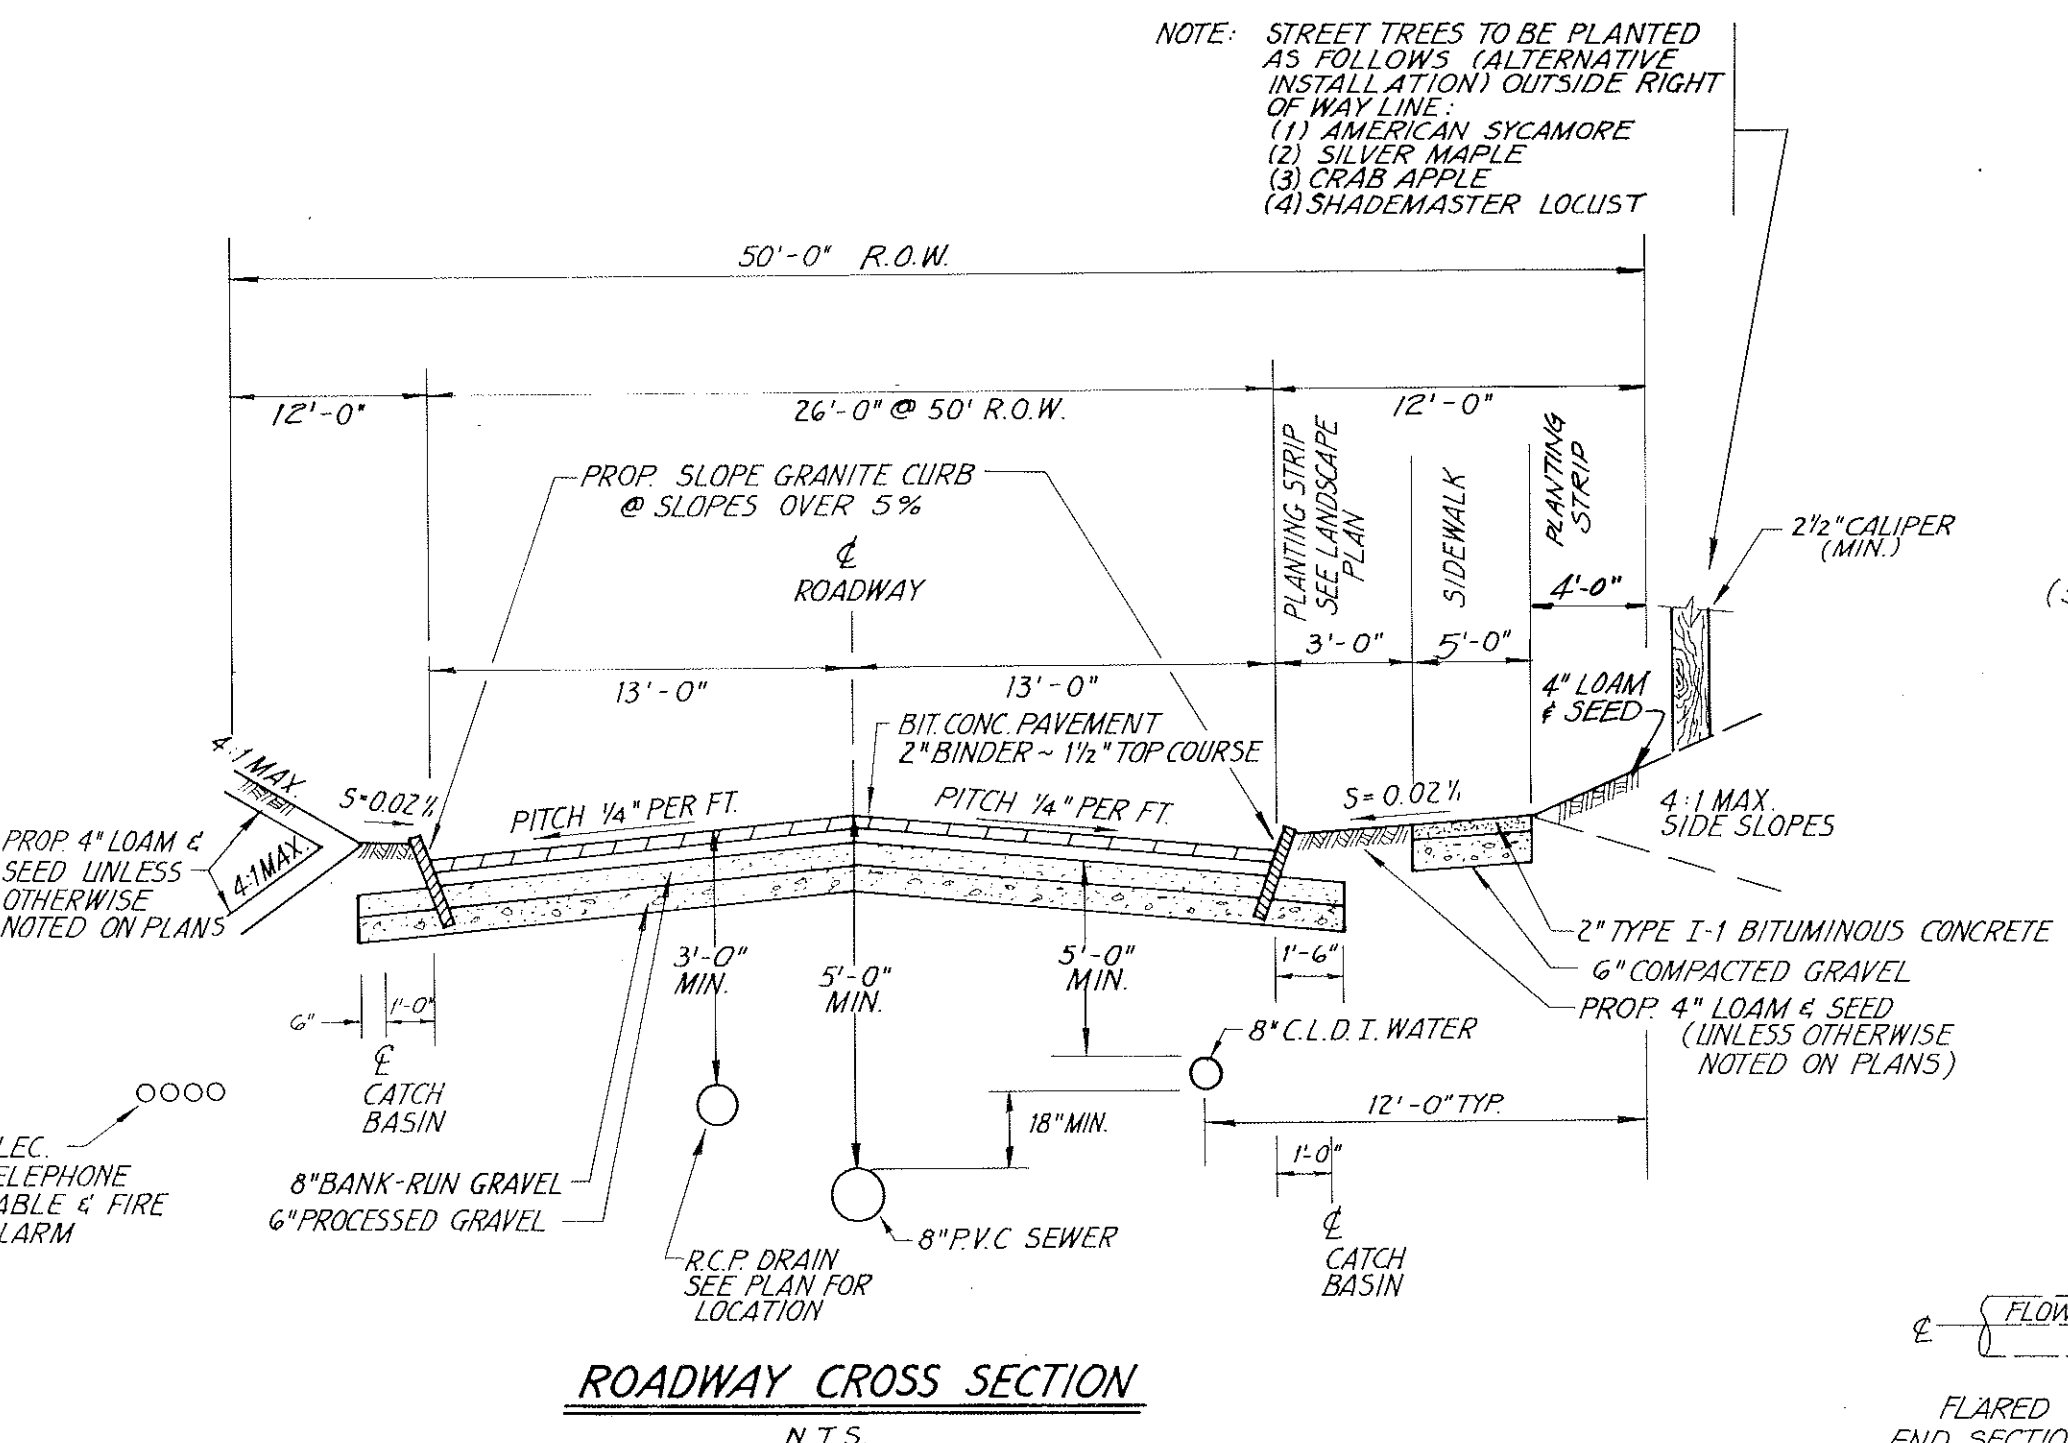 NOTE: STREET TREES TO BE PLANTED
AS FOLLOWS (ALTERNATIVE
INSTALLATION) OUTSIDE RIGHT
OF WAY LINE:
(1) AMERICAN SYCAMORE
(2) SILVER MAPLE
(3) CRAB APPLE
(4) SHADEMASTER LOCUST
50'-0" R.O.W.
12'-0"
26'-0" @ 50' R.O.W.
12'-0"
PROP. SLOPE GRANITE CURB
@ SLOPES OVER 5%
℄
ROADWAY
PLANTING STRIP
SEE LANDSCAPE
PLAN
SIDEWALK
PLANTING
STRIP
2½" CALIPER
(MIN.)
4'-0"
3'-0"
5'-0"
13'-0"
13'-0"
4" LOAM
& SEED
BIT. CONC. PAVEMENT
2" BINDER ~ 1½" TOP COURSE
4:1 MAX.
S=0.02 '/,
PITCH ¼" PER FT.
PITCH ¼" PER FT.
S=0.02 '/,
4:1 MAX.
SIDE SLOPES
PROP. 4" LOAM &
SEED UNLESS
OTHERWISE
NOTED ON PLANS
4:1 MAX.
3'-0"
MIN.
5'-0"
MIN.
5'-0"
MIN.
1'-6"
2" TYPE I-1 BITUMINOUS CONCRETE
6" COMPACTED GRAVEL
PROP. 4" LOAM & SEED
(UNLESS OTHERWISE
NOTED ON PLANS)
6"
1'-0"
℄
CATCH
BASIN
8" C.L.D.I. WATER
12'-0" TYP.
18" MIN.
1'-0"
℄
CATCH
BASIN
LEC.
ELEPHONE
ABLE & FIRE
LARM
8" BANK-RUN GRAVEL
6" PROCESSED GRAVEL
8" P.V.C SEWER
R.C.P. DRAIN
SEE PLAN FOR
LOCATION
℄ FLOW
FLARED
END SECTIO
ROADWAY CROSS SECTION
N.T.S.